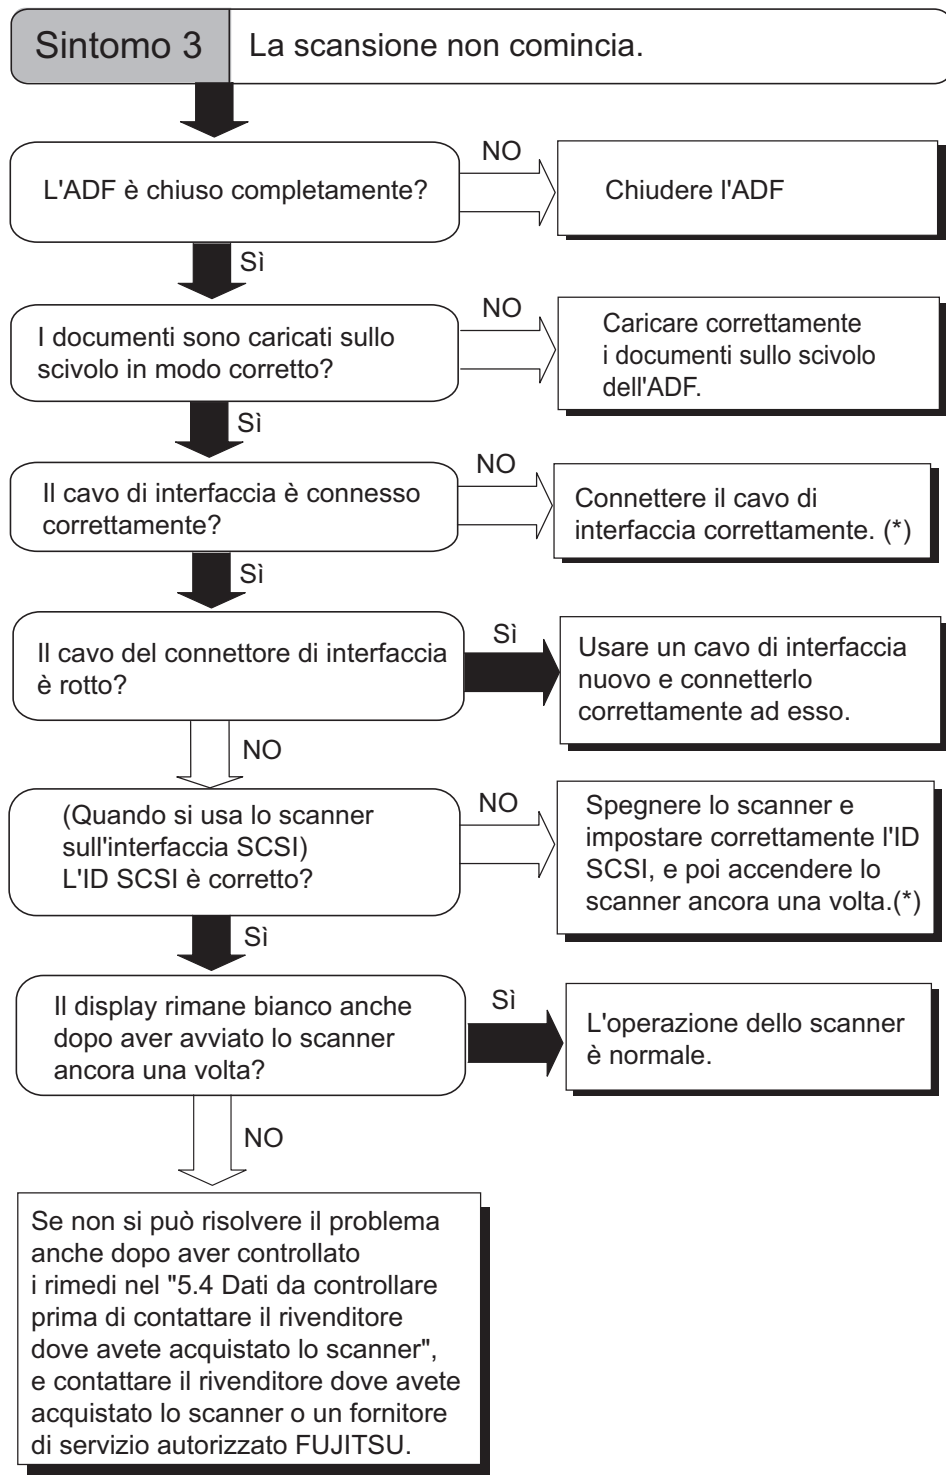 Sintomo 3
La scansione non comincia.
L'ADF è chiuso completamente?
NO
Chiudere l'ADF
Sì
I documenti sono caricati sullo
scivolo in modo corretto?
NO
Caricare correttamente
i documenti sullo scivolo
dell'ADF.
Sì
Il cavo di interfaccia è connesso
correttamente?
NO
Connettere il cavo di
interfaccia correttamente. (*)
Sì
Il cavo del connettore di interfaccia
è rotto?
Sì
Usare un cavo di interfaccia
nuovo e connetterlo
correttamente ad esso.
NO
(Quando si usa lo scanner
sull'interfaccia SCSI)
L'ID SCSI è corretto?
NO
Spegnere lo scanner e
impostare correttamente l'ID
SCSI, e poi accendere lo
scanner ancora una volta.(*)
Sì
Il display rimane bianco anche
dopo aver avviato lo scanner
ancora una volta?
Sì
L'operazione dello scanner
è normale.
NO
Se non si può risolvere il problema
anche dopo aver controllato
i rimedi nel "5.4 Dati da controllare
prima di contattare il rivenditore
dove avete acquistato lo scanner",
e contattare il rivenditore dove avete
acquistato lo scanner o un fornitore
di servizio autorizzato FUJITSU.